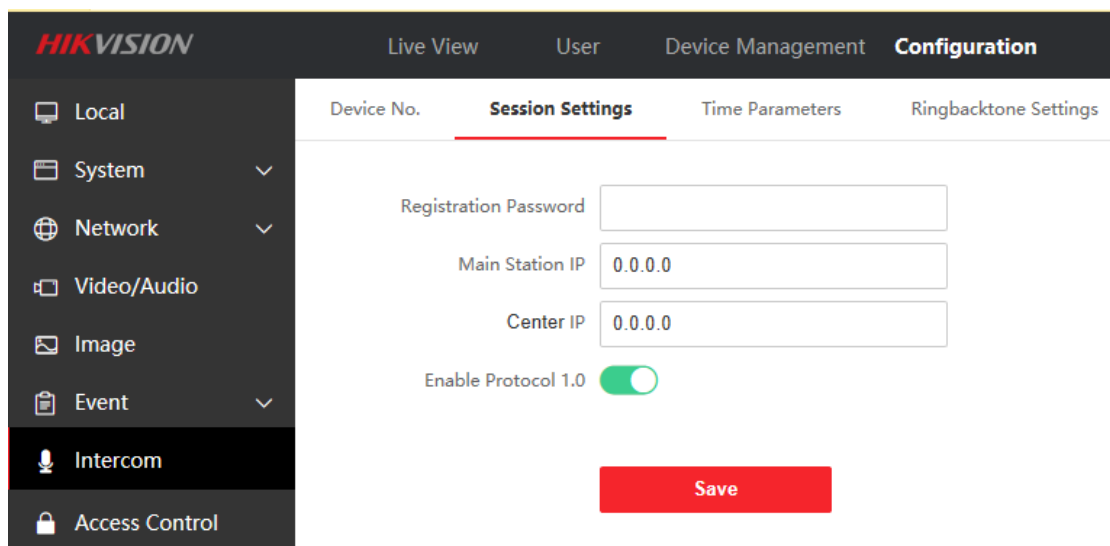 HIKVISION Live View User Device Management Configuration
Local
System
Network
Video/Audio
Image
Event
Intercom
Access Control
Device No. Session Settings Time Parameters Ringbacktone Settings
Registration Password
Main Station IP 0.0.0.0
Center IP 0.0.0.0
Enable Protocol 1.0
Save